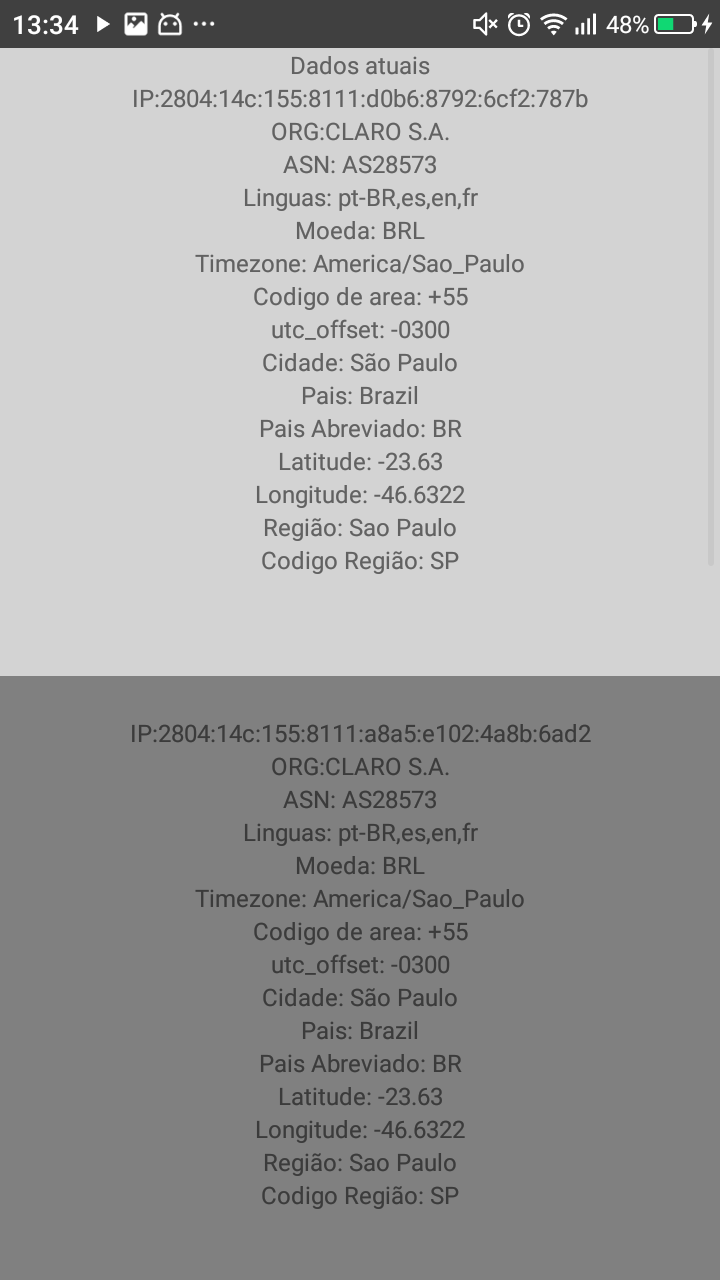 13:34
48%
Dados atuais
IP:2804:14c:155:8111:d0b6:8792:6cf2:787b
ORG:CLARO S.A.
ASN: AS28573
Linguas: pt-BR,es,en,fr
Moeda: BRL
Timezone: America/Sao_Paulo
Codigo de area: +55
utc_offset: -0300
Cidade: São Paulo
Pais: Brazil
Pais Abreviado: BR
Latitude: -23.63
Longitude: -46.6322
Região: Sao Paulo
Codigo Região: SP
IP:2804:14c:155:8111:a8a5:e102:4a8b:6ad2
ORG:CLARO S.A.
ASN: AS28573
Linguas: pt-BR,es,en,fr
Moeda: BRL
Timezone: America/Sao_Paulo
Codigo de area: +55
utc_offset: -0300
Cidade: São Paulo
Pais: Brazil
Pais Abreviado: BR
Latitude: -23.63
Longitude: -46.6322
Região: Sao Paulo
Codigo Região: SP